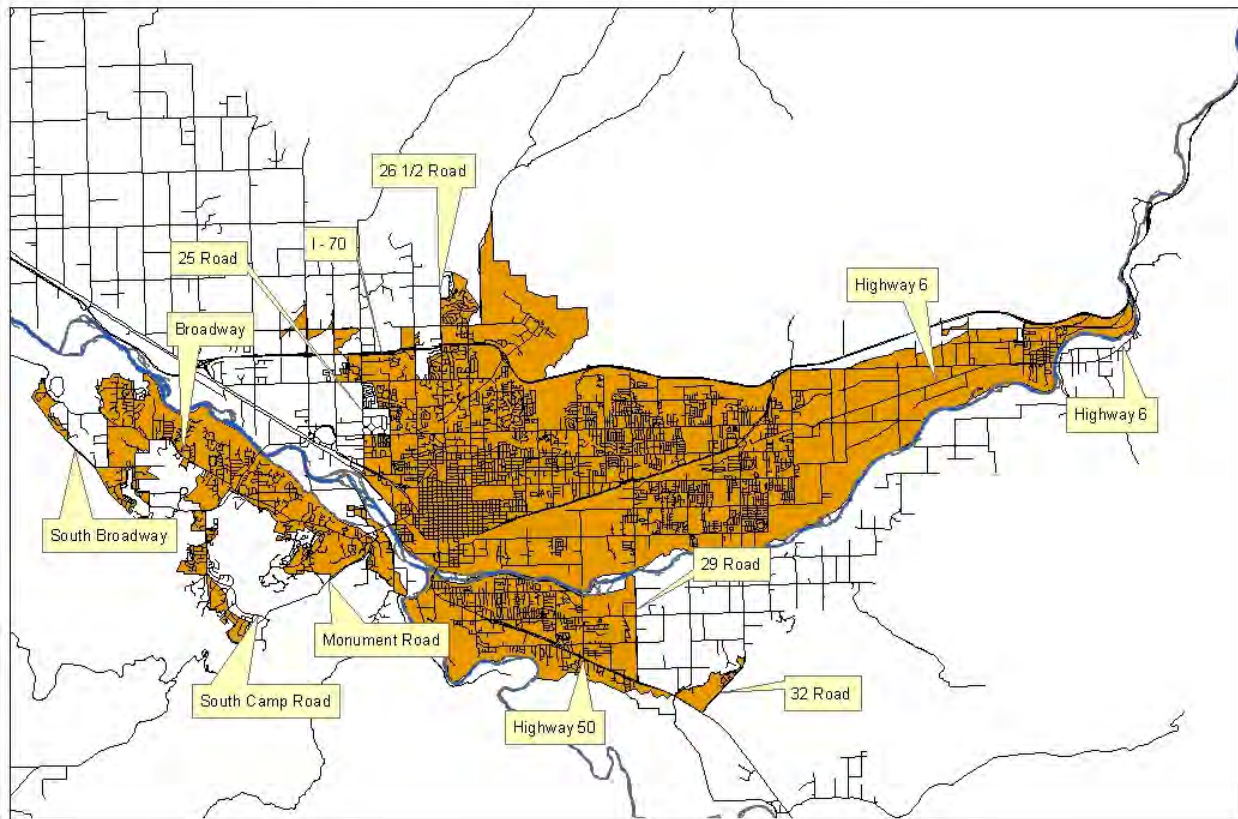 26 1/2 Road
I - 70
25 Road
Highway 6
Broadway
Highway 6
South Broadway
29 Road
Monument Road
32 Road
South Camp Road
Highway 50